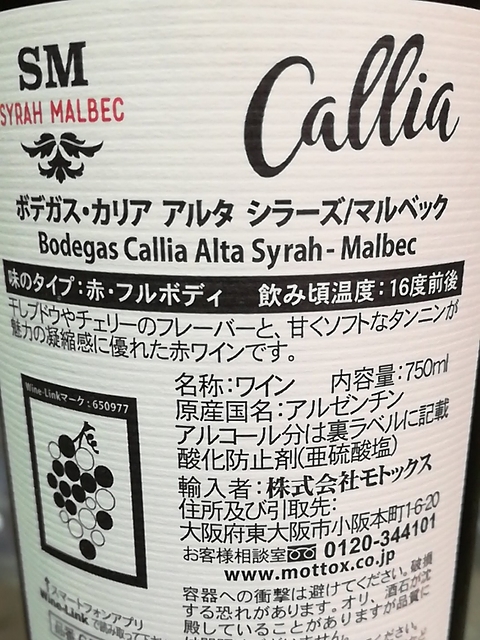 SM
SYRAH MALBEC
Callia
ボデガス・カリア アルタ シラーズ/マルベック
Bodegas Callia Alta Syrah - Malbec
味のタイプ：赤・フルボディ 飲み頃温度：16度前後
干しブドウやチェリーのフレーバーと、甘くソフトなタンニンが
魅力の凝縮感に優れた赤ワインです。
Wine-Linkマーク：650977
名称：ワイン 内容量：750ml
原産国名：アルゼンチン
アルコール分は裏ラベルに記載
酸化防止剤(亜硫酸塩)
輸入者：株式会社モトックス
住所及び引取先：
大阪府東大阪市小阪本町1-6-20
お客様相談室 0120-344101
www.mottox.co.jp
スマートフォンアプリ
Wine-Linkで読み取って下
容器への衝撃は避けてください。破損
する恐れがあります。オリ、酒石が沈
殿していることがありますが品質に